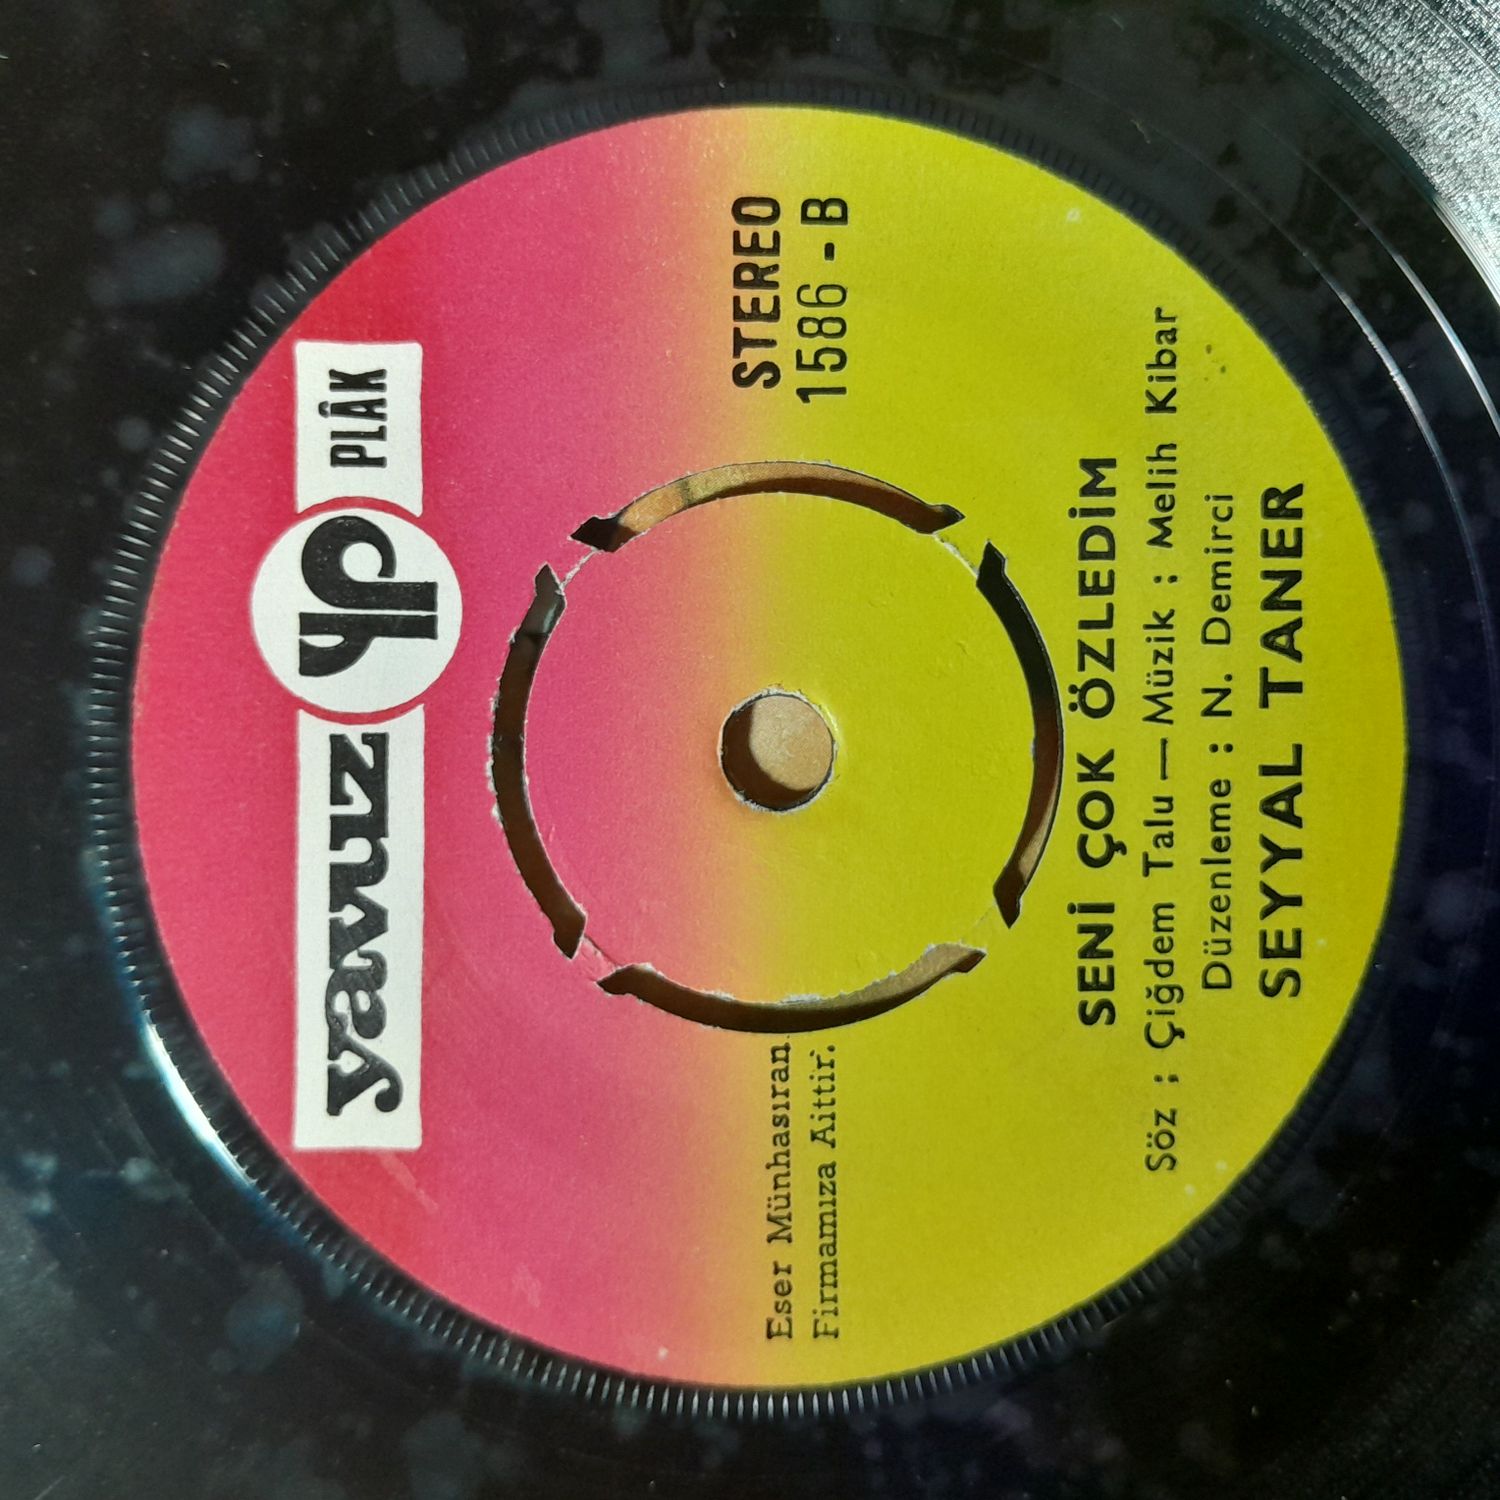 yavuz yp PLÂK
STEREO
1586 - B
Eser Münhasıran
Firmamıza Aittir.
SENİ ÇOK ÖZLEDİM
Söz : Çiğdem Talu — Müzik : Melih Kibar
Düzenleme : N. Demirci
SEYYAL TANER